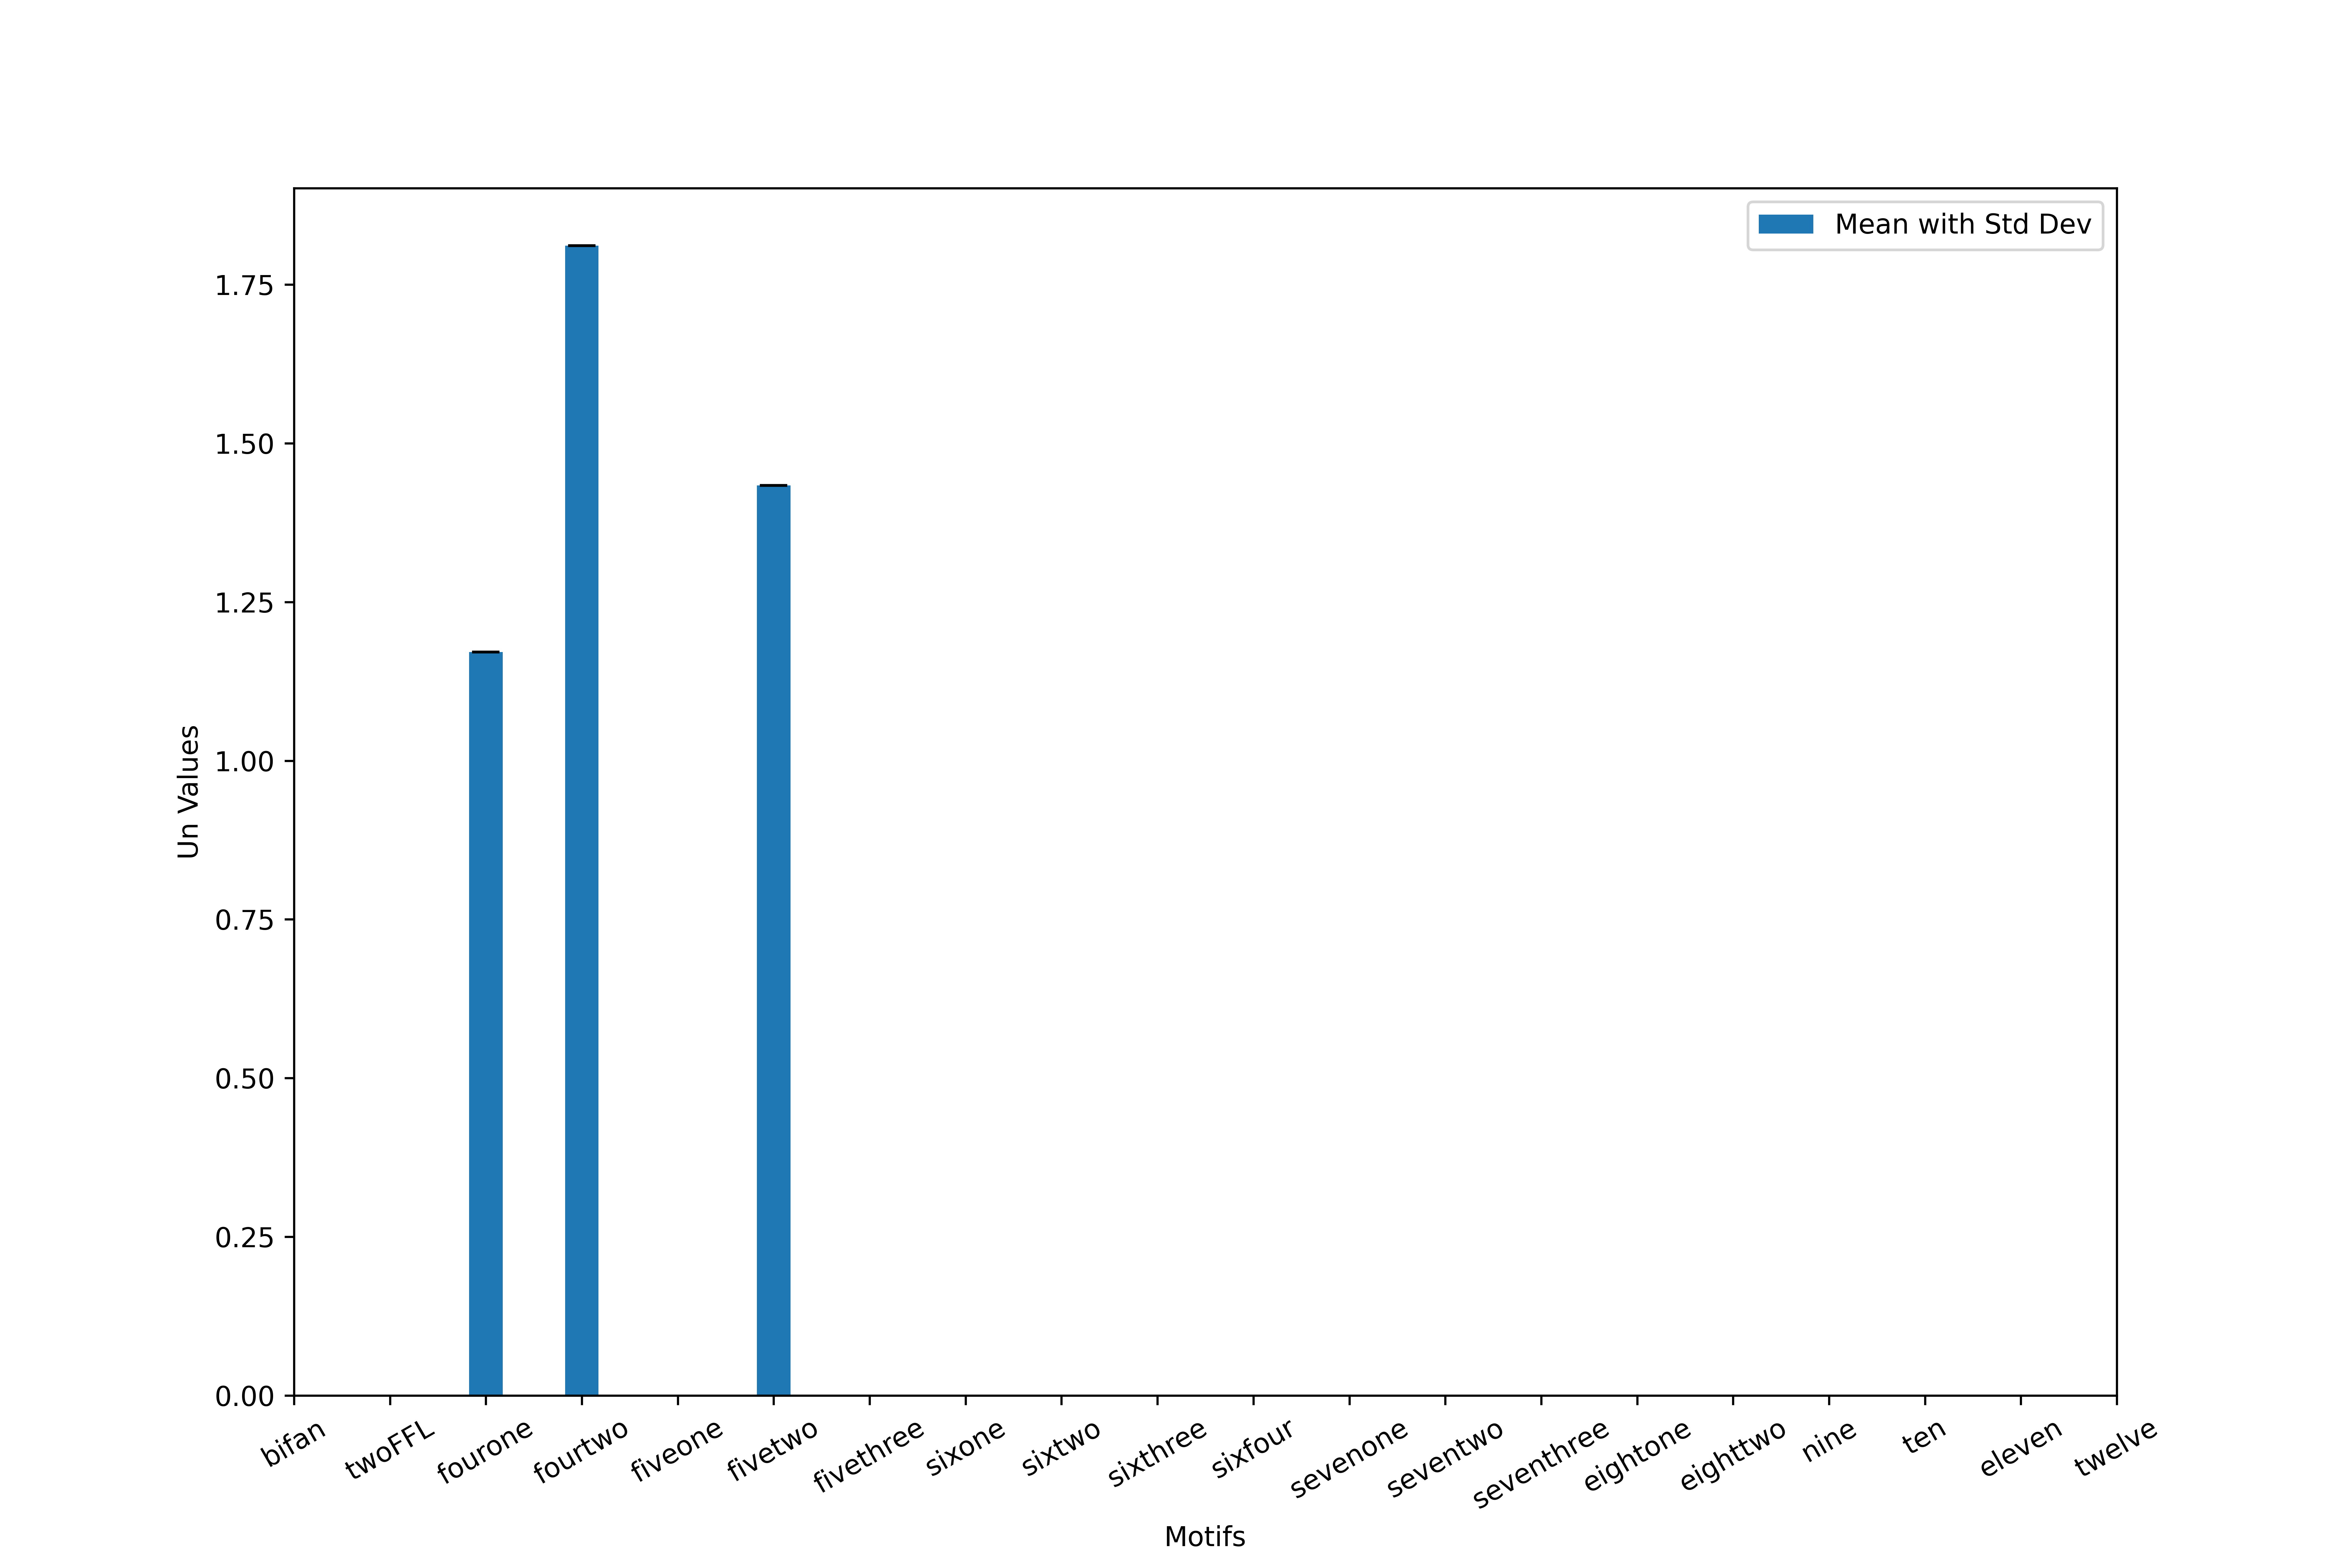 Mean with Std Dev
1.75
1.50
1.25
1.00
0.75
0.50
0.25
0.00
Un Values
bifan
twoFFL
fourone
fourtwo
fiveone
fivetwo
fivethree
sixone
sixtwo
sixthree
sixfour
sevenone
seventwo
seventhree
eightone
eighttwo
nine
ten
eleven
twelve
Motifs